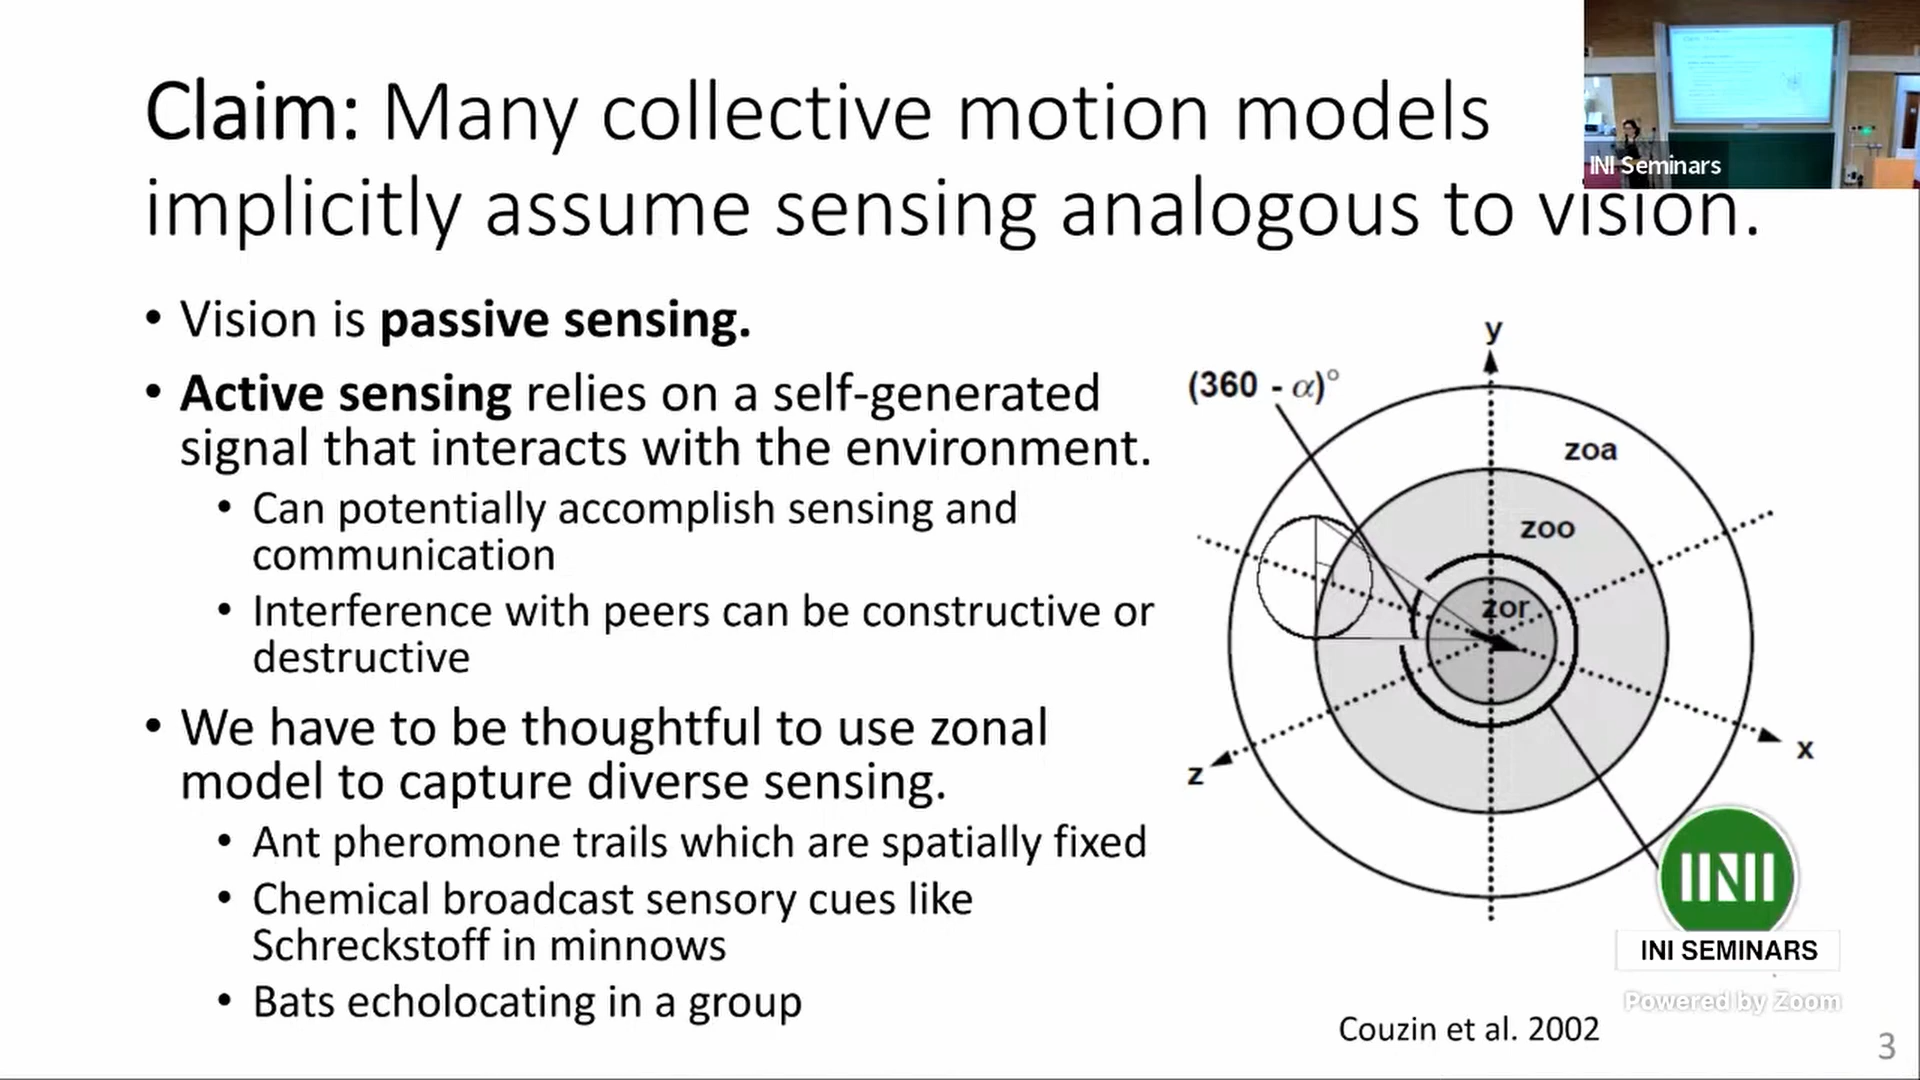 Claim: Many collective motion models
implicitly assume sensing analogous to vision.
INI Seminars
• Vision is passive sensing.
• Active sensing relies on a self-generated
signal that interacts with the environment.
• Can potentially accomplish sensing and
communication
• Interference with peers can be constructive or
destructive
• We have to be thoughtful to use zonal
model to capture diverse sensing.
• Ant pheromone trails which are spatially fixed
• Chemical broadcast sensory cues like
Schreckstoff in minnows
• Bats echolocating in a group
y
(360 - α)°
zoa
zoo
zor
x
z
INI
INI SEMINARS
Powered by Zoom
Couzin et al. 2002
3